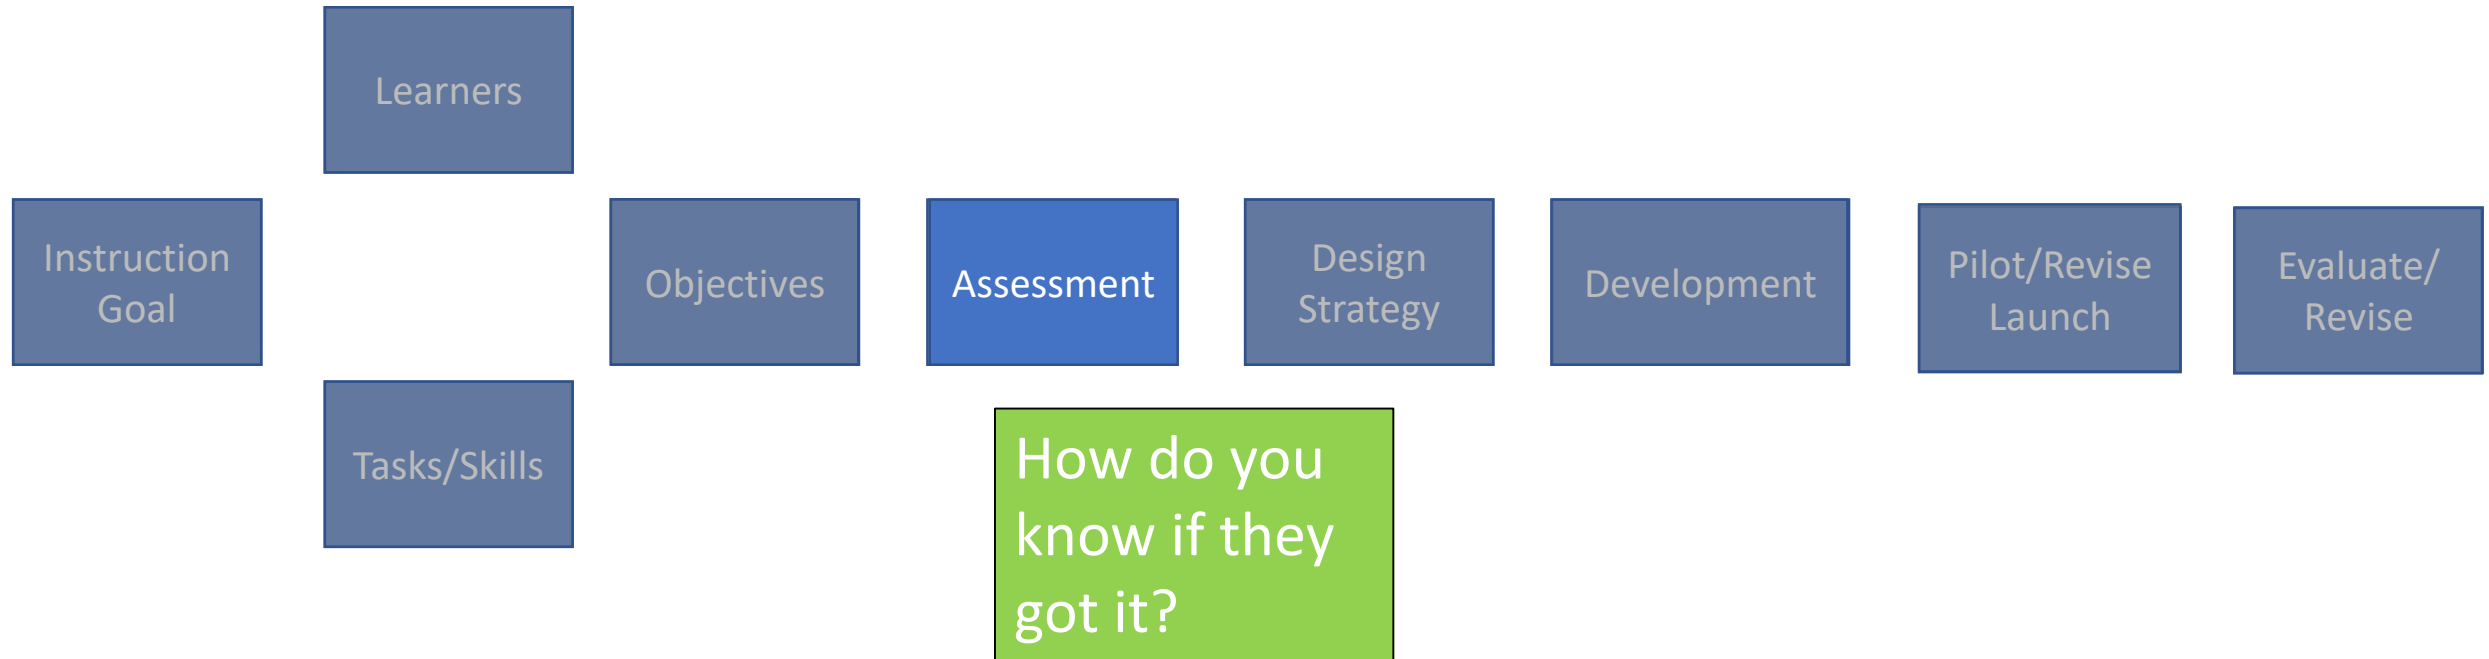 Learners
Instruction
Goal
Objectives
Assessment
Design
Strategy
Development
Pilot/Revise
Launch
Evaluate/
Revise
Tasks/Skills
How do you
know if they
got it?